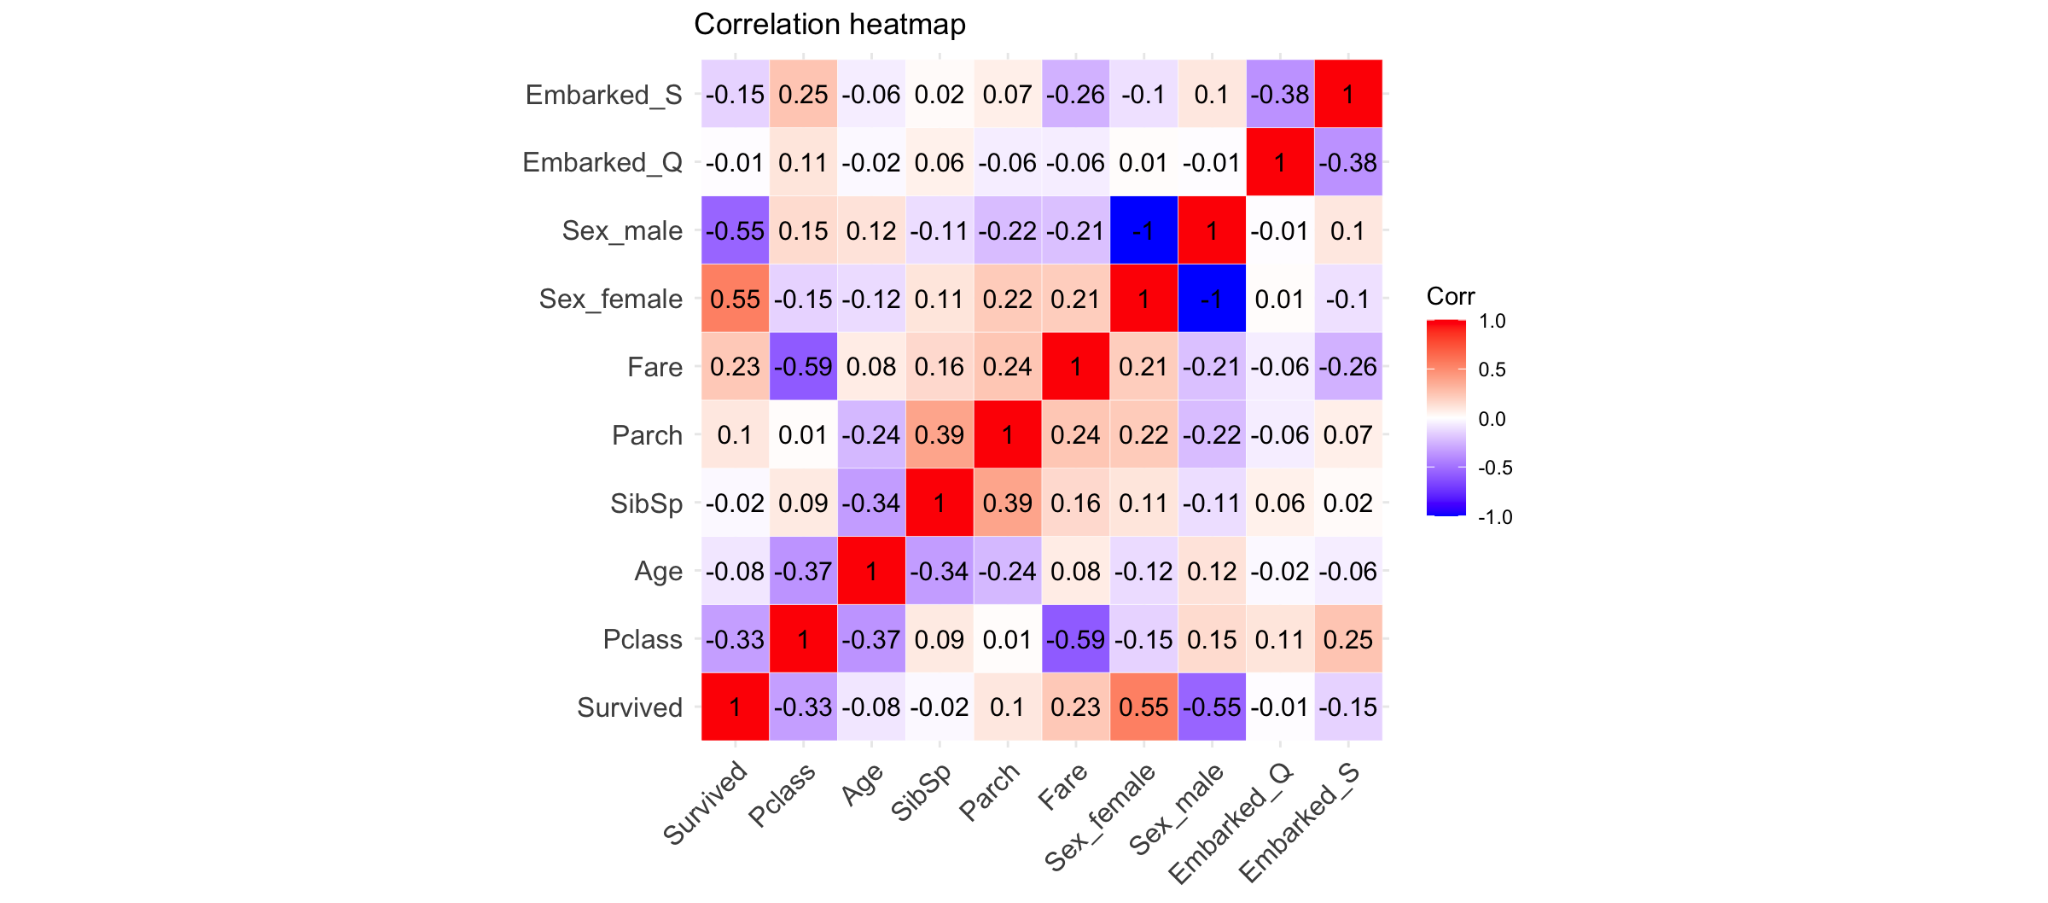 Correlation heatmap
Embarked_S -0.15 0.25 -0.06 0.02 0.07 -0.26 -0.1 0.1 -0.38 1
Embarked_Q -0.01 0.11 -0.02 0.06 -0.06 -0.06 0.01 -0.01 1 -0.38
Sex_male -0.55 0.15 0.12 -0.11 -0.22 -0.21 -1 1 -0.01 0.1
Sex_female 0.55 -0.15 -0.12 0.11 0.22 0.21 1 -1 0.01 -0.1
Fare 0.23 -0.59 0.08 0.16 0.24 1 0.21 -0.21 -0.06 -0.26
Parch 0.1 0.01 -0.24 0.39 1 0.24 0.22 -0.22 -0.06 0.07
SibSp -0.02 0.09 -0.34 1 0.39 0.16 0.11 -0.11 0.06 0.02
Age -0.08 -0.37 1 -0.34 -0.24 0.08 -0.12 0.12 -0.02 -0.06
Pclass -0.33 1 -0.37 0.09 0.01 -0.59 -0.15 0.15 0.11 0.25
Survived 1 -0.33 -0.08 -0.02 0.1 0.23 0.55 -0.55 -0.01 -0.15
Survived Pclass Age SibSp Parch Fare Sex_female Sex_male Embarked_Q Embarked_S
Corr
1.0
0.5
0.0
-0.5
-1.0